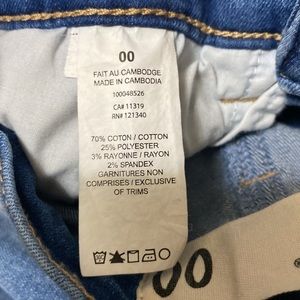 00
FAIT AU CAMBODGE
MADE IN CAMBODIA
100048526
CA# 11319
RN# 121340
70% COTON / COTTON
25% POLYESTER
3% RAYONNE / RAYON
2% SPANDEX
GARNITURES NON
COMPRISES / EXCLUSIVE
OF TRIMS
00